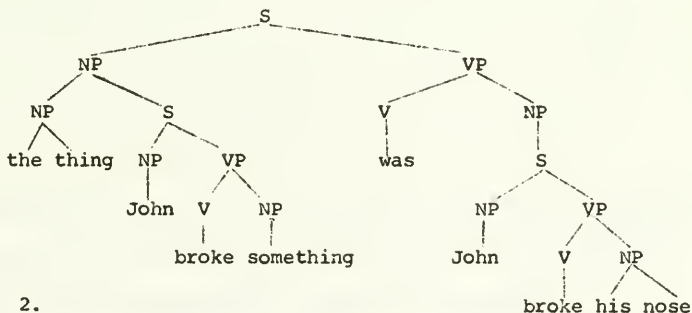 S
NP VP
NP S V NP
the thing NP VP was S
John V NP NP VP
broke something John V NP
2. broke his nose